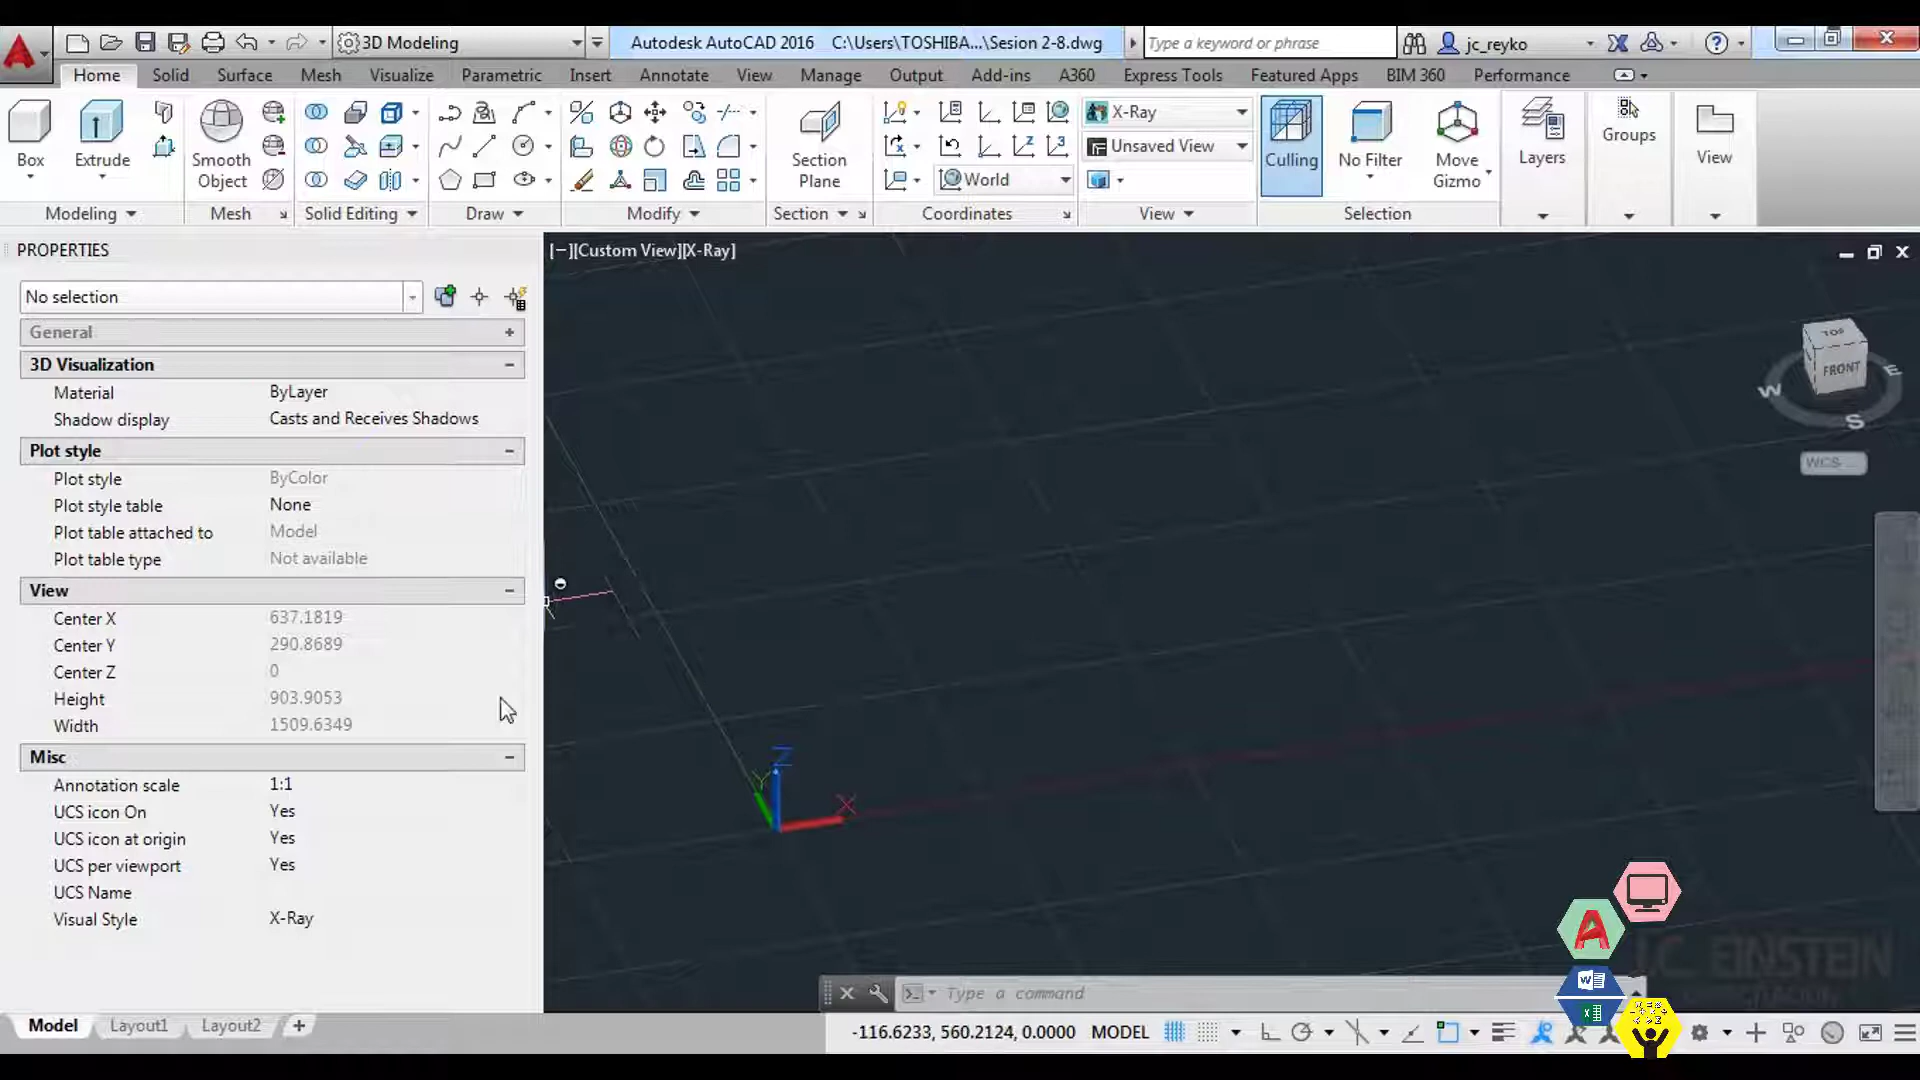 3D Modeling
Autodesk AutoCAD 2016 C:\Users\TOSHIBA...\Sesion 2-8.dwg
Type a keyword or phrase
jc_reyko
Home Solid Surface Mesh Visualize Parametric Insert Annotate View Manage Output Add-ins A360 Express Tools Featured Apps BIM 360 Performance
Box
Extrude
Smooth Object
Section Plane
X-Ray
Unsaved View
World
Culling
No Filter
Move Gizmo
Layers
Groups
View
Modeling
Mesh
Solid Editing
Draw
Modify
Section
Coordinates
View
Selection
PROPERTIES
[−][Custom View][X-Ray]
No selection
General
3D Visualization
Material ByLayer
Shadow display Casts and Receives Shadows
Plot style
Plot style ByColor
Plot style table None
Plot table attached to Model
Plot table type Not available
View
Center X 637.1819
Center Y 290.8689
Center Z 0
Height 903.9053
Width 1509.6349
Misc
Annotation scale 1:1
UCS icon On Yes
UCS icon at origin Yes
UCS per viewport Yes
UCS Name
Visual Style X-Ray
TOP
FRONT
W
E
S
WCS
Z
Y
X
J.C. EINSTEIN
Type a command
Model Layout1 Layout2 +
-116.6233, 560.2124, 0.0000 MODEL